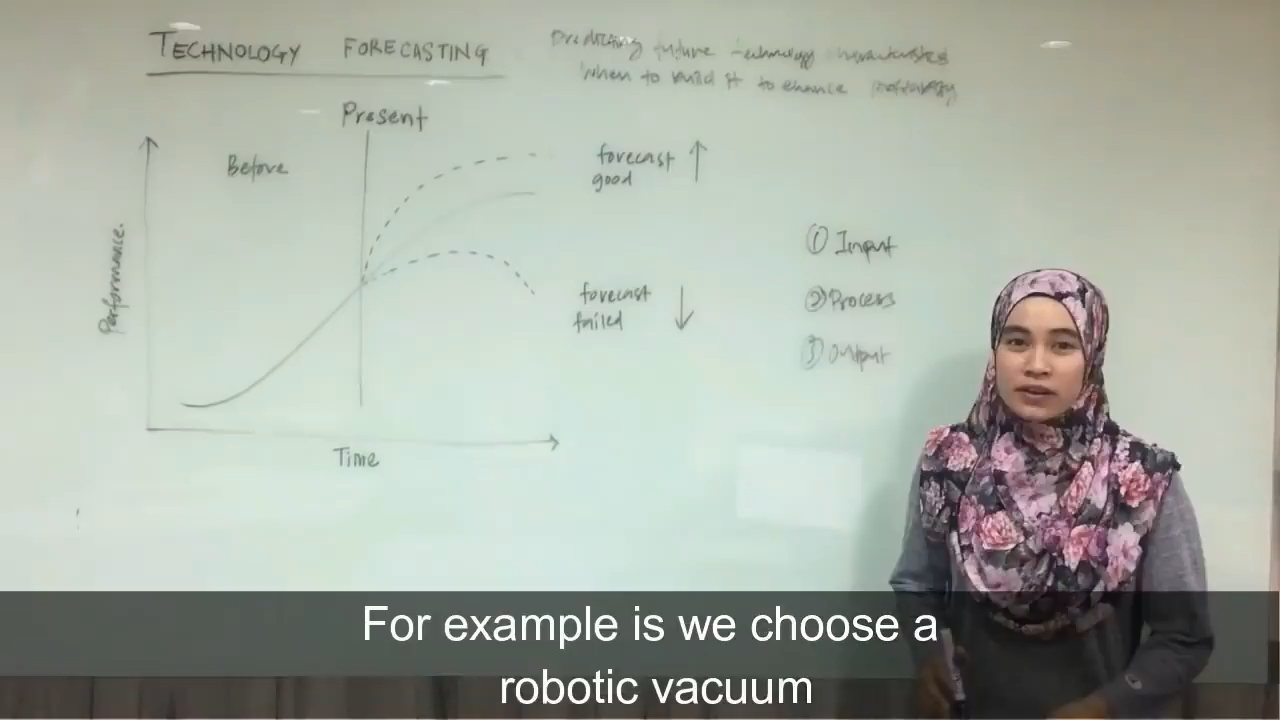 TECHNOLOGY FORECASTING
Predicting future technology characteristics
When to build it to enhance
Present
Before
forecast
good
Performance.
forecast
failed
Time
① Input
② Process
③ Output
For example is we choose a
robotic vacuum